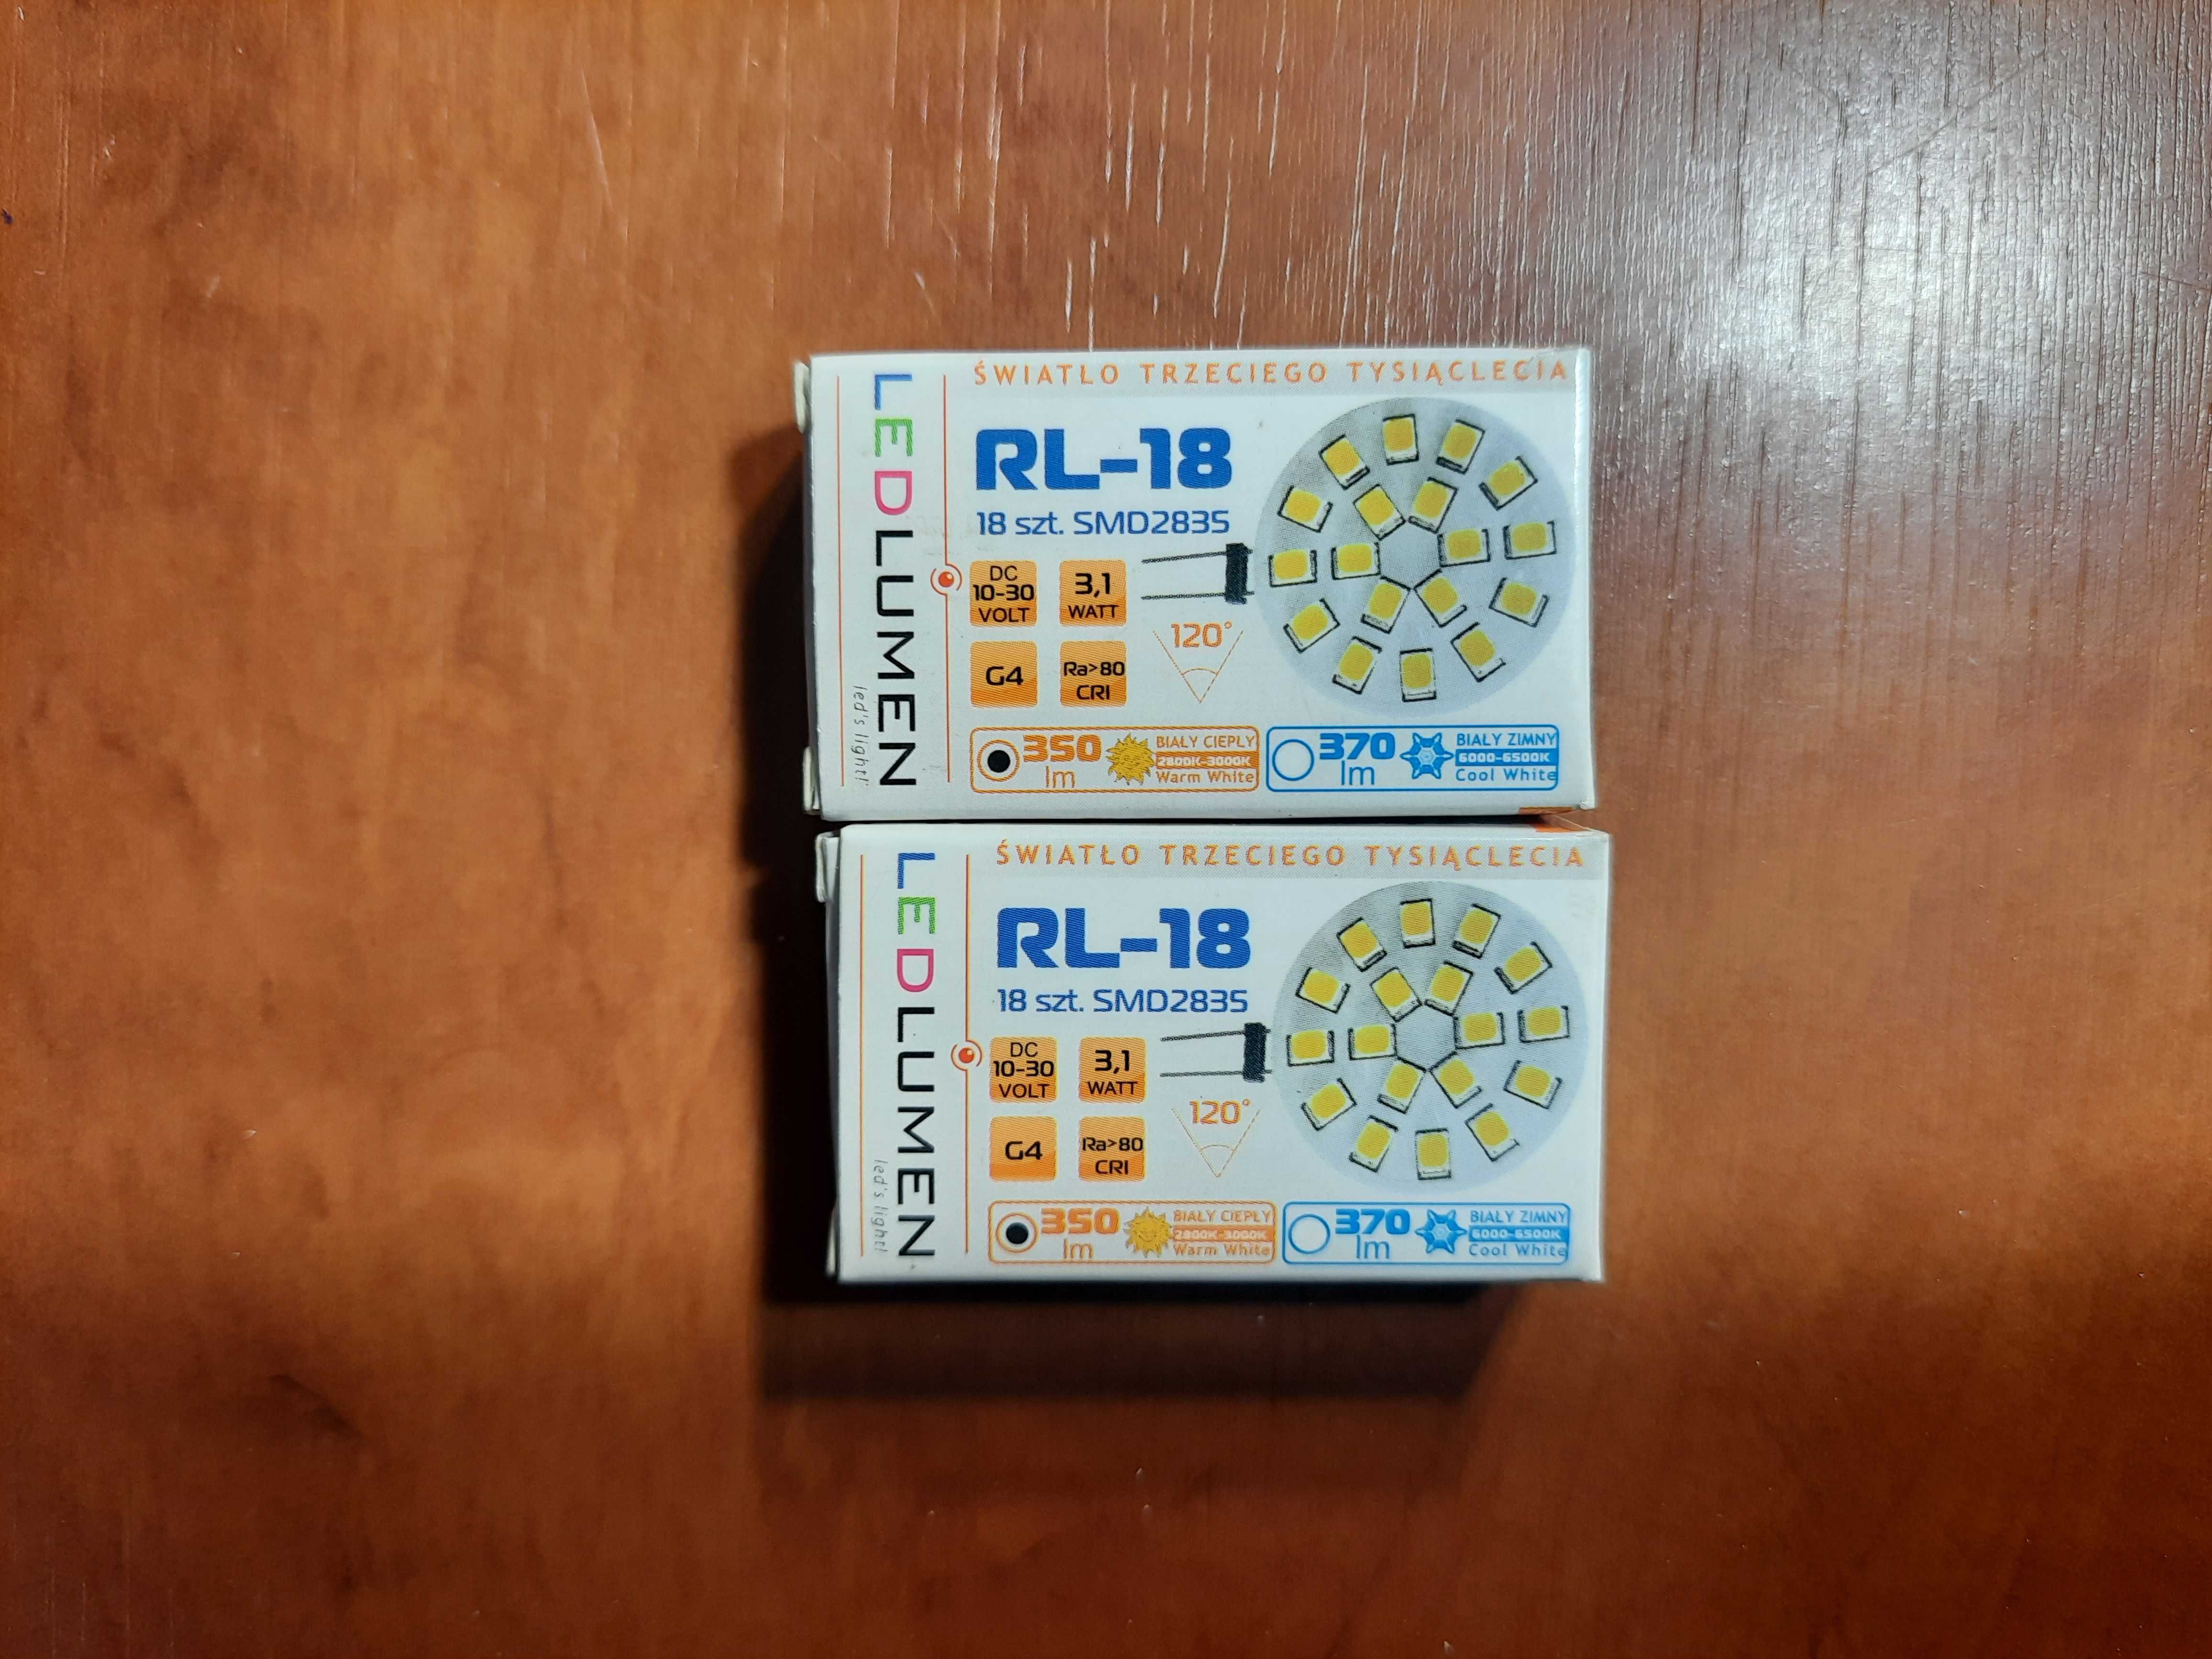 ŚWIATŁO TRZECIEGO TYSIĄCLECIA
LEDLUMEN
led's light!
RL-18
18 szt. SMD2835
DC
10-30
VOLT
3,1
WATT
120°
G4
Ra>80
CRI
350
lm
BIAŁY CIEPŁY
2800K-3000K
Warm White
370
lm
BIAŁY ZIMNY
6000-6500K
Cool White
ŚWIATŁO TRZECIEGO TYSIĄCLECIA
LEDLUMEN
led's light!
RL-18
18 szt. SMD2835
DC
10-30
VOLT
3,1
WATT
120°
G4
Ra>80
CRI
350
lm
BIAŁY CIEPŁY
2800K-3000K
Warm White
370
lm
BIAŁY ZIMNY
6000-6500K
Cool White